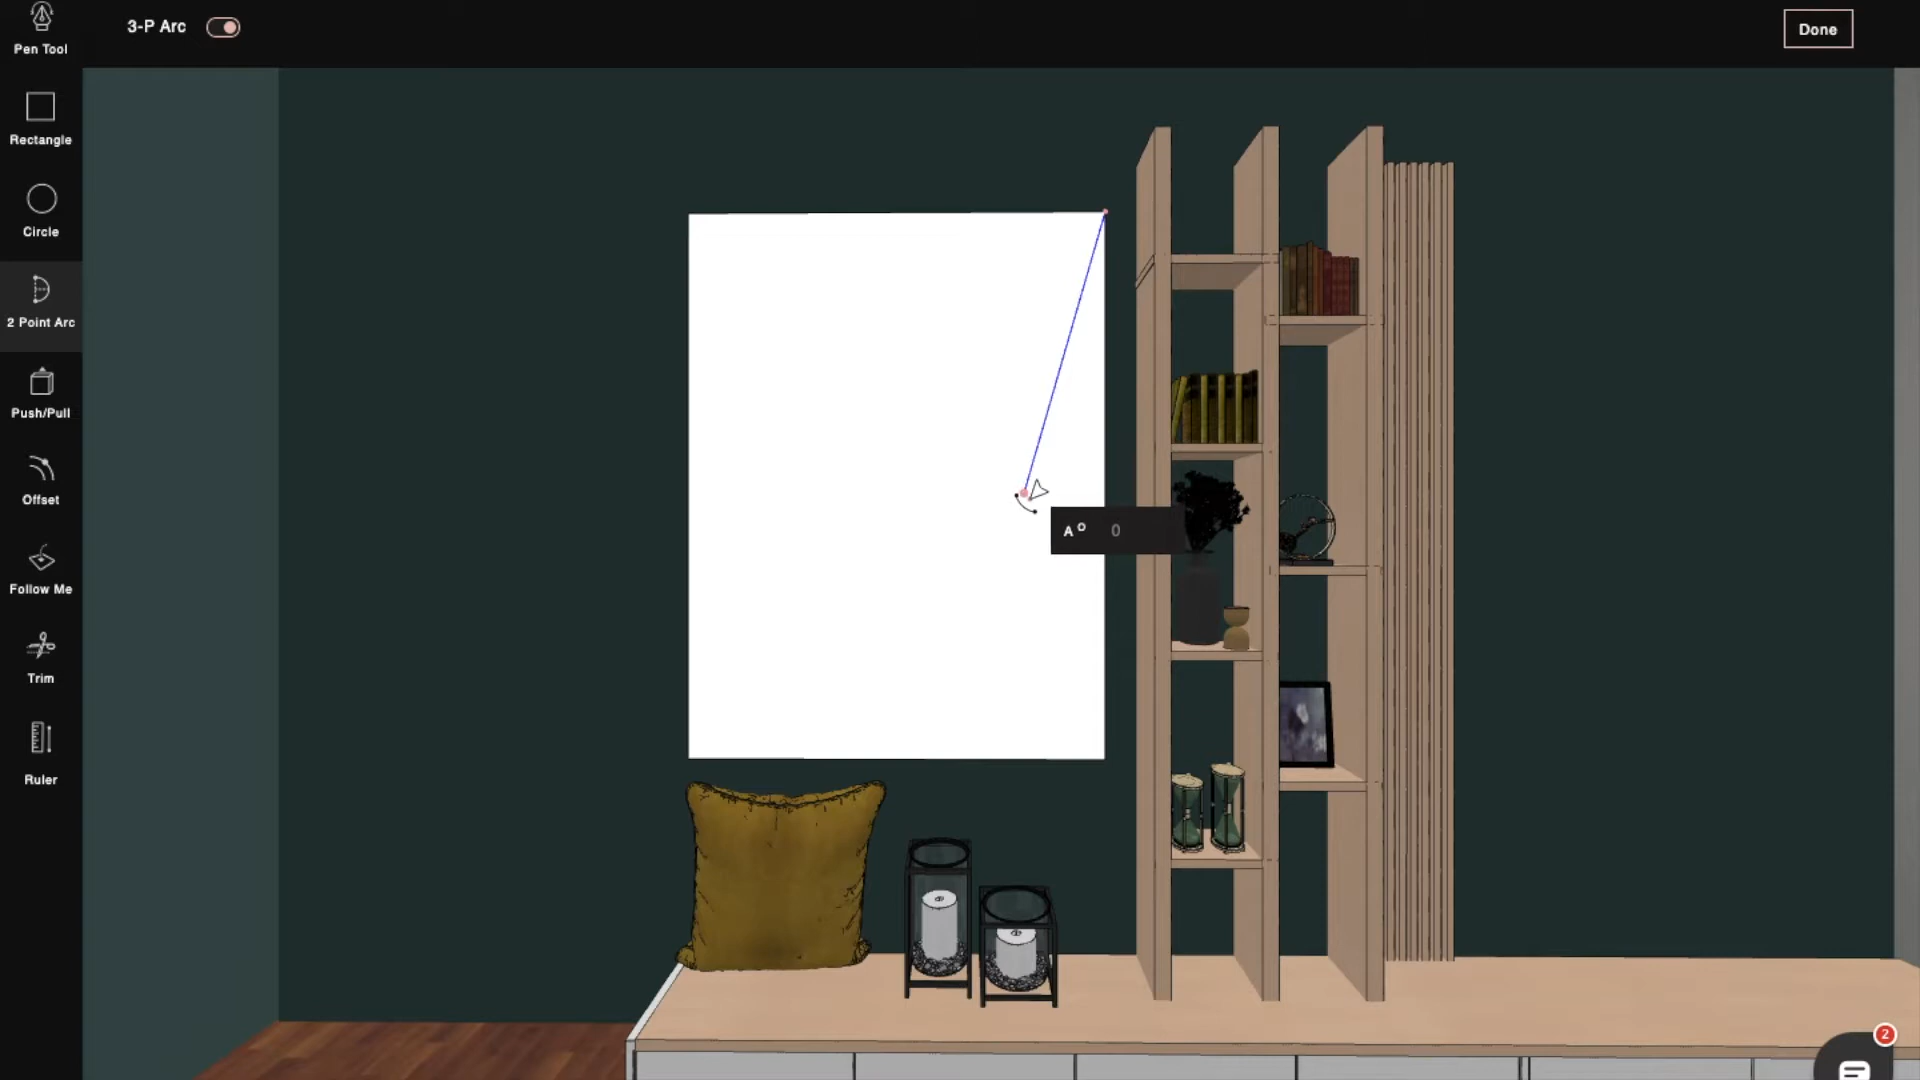 3-P Arc
Done
Pen Tool
Rectangle
Circle
2 Point Arc
Push/Pull
Offset
Follow Me
Trim
Ruler
A° 0
2